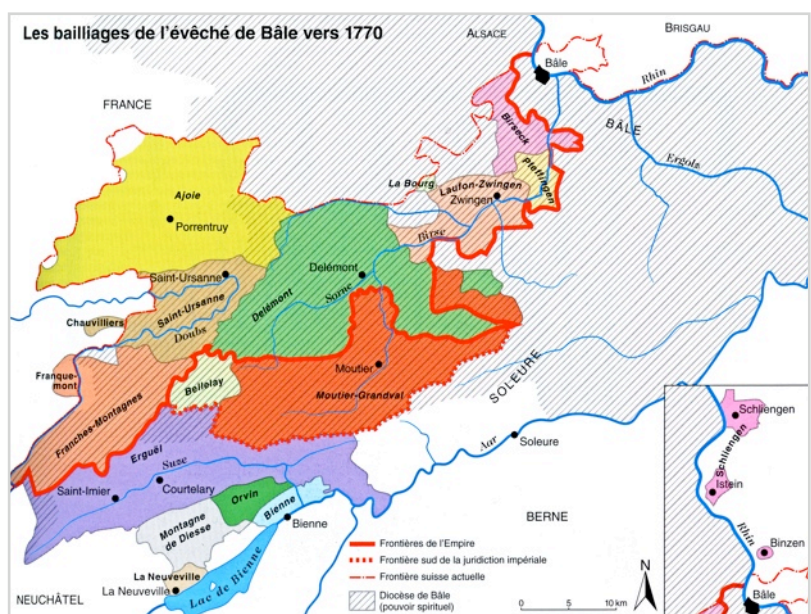 Les bailliages de l'évêché de Bâle vers 1770
ALSACE
BRISGAU
Bâle
Rhin
FRANCE
BÂLE
Birseck
Ergolz
Pfeffingen
La Bourg
Laufon-Zwingen
Zwingen
Ajoie
Porrentruy
Birse
Delémont
Saint-Ursanne
Sorne
Saint-Ursanne
Delémont
Chauvilliers
Doubs
Franque-
mont
Moutier
Bellelay
Moutier-Grandval
Franches-Montagnes
SOLEURE
Schliengen
Schliengen
Erguël
Aar
Soleure
Suze
Saint-Imier
Courtelary
Istein
Orvin
Bienne
Bienne
Montagne
de Diesse
BERNE
Rhin
Binzen
La Neuveville
La Neuveville
Lac de Bienne
NEUCHÂTEL
Frontières de l'Empire
Frontière sud de la juridiction impériale
Frontière suisse actuelle
Diocèse de Bâle
(pouvoir spirituel)
N
0 5 10 km
Bâle